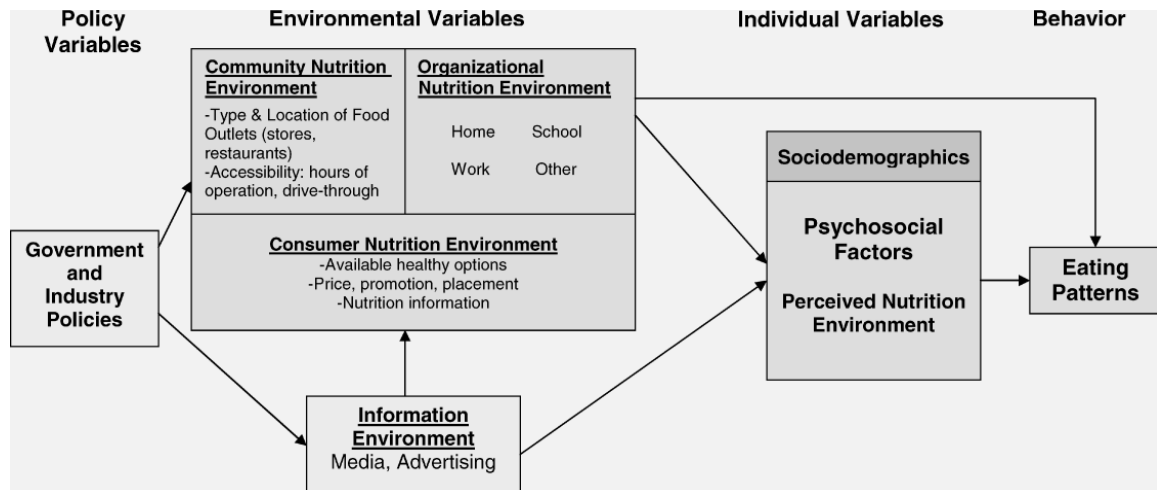 Policy
Variables
Environmental Variables
Individual Variables
Behavior
Community Nutrition
Environment
-Type & Location of Food
Outlets (stores,
restaurants)
-Accessibility: hours of
operation, drive-through
Organizational
Nutrition Environment
Home School
Work Other
Consumer Nutrition Environment
-Available healthy options
-Price, promotion, placement
-Nutrition information
Government
and
Industry
Policies
Information
Environment
Media, Advertising
Sociodemographics
Psychosocial
Factors
Perceived Nutrition
Environment
Eating
Patterns